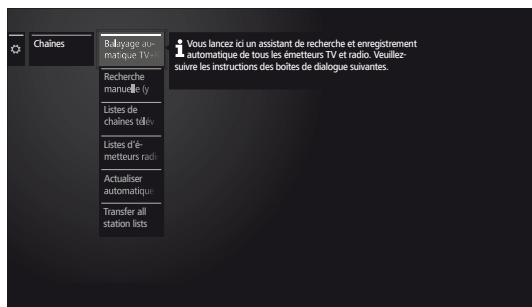 Chaînes
Balayage au-
matique TV+
Recherche
manuelle (y
Listes de
chaînes télév
Listes d'é-
metteurs radi
Actualiser
automatique
Transfer all
station lists
Vous lancez ici un assistant de recherche et enregistrement
automatique de tous les émetteurs TV et radio. Veuillez-
suivre les instructions des boîtes de dialogue suivantes.